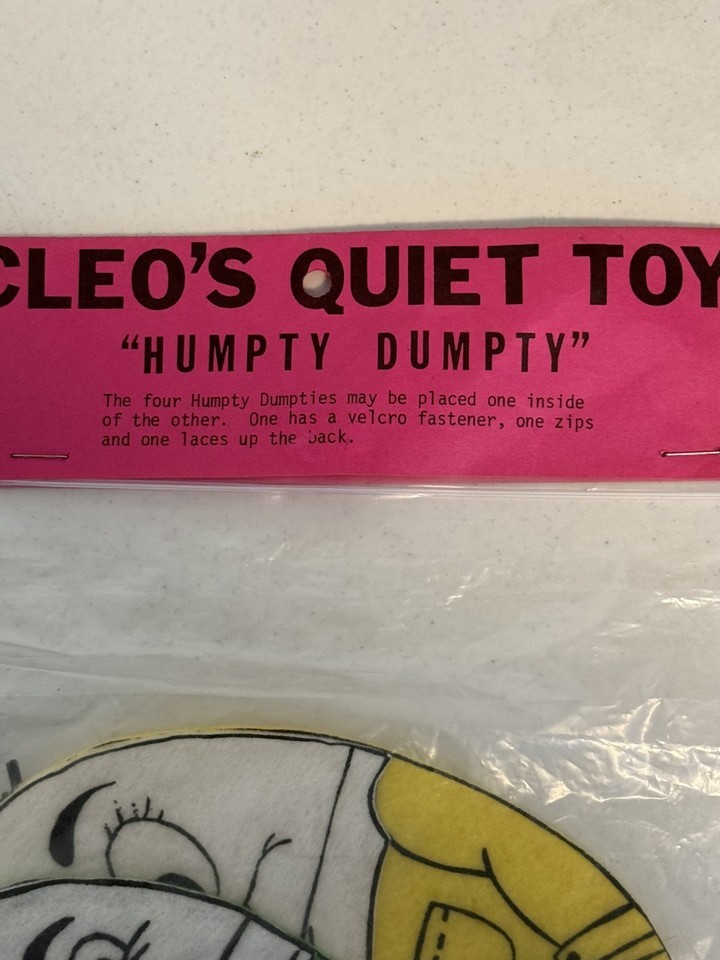 CLEO'S QUIET TOY
“HUMPTY DUMPTY”
The four Humpty Dumpties may be placed one inside
of the other. One has a velcro fastener, one zips
and one laces up the back.